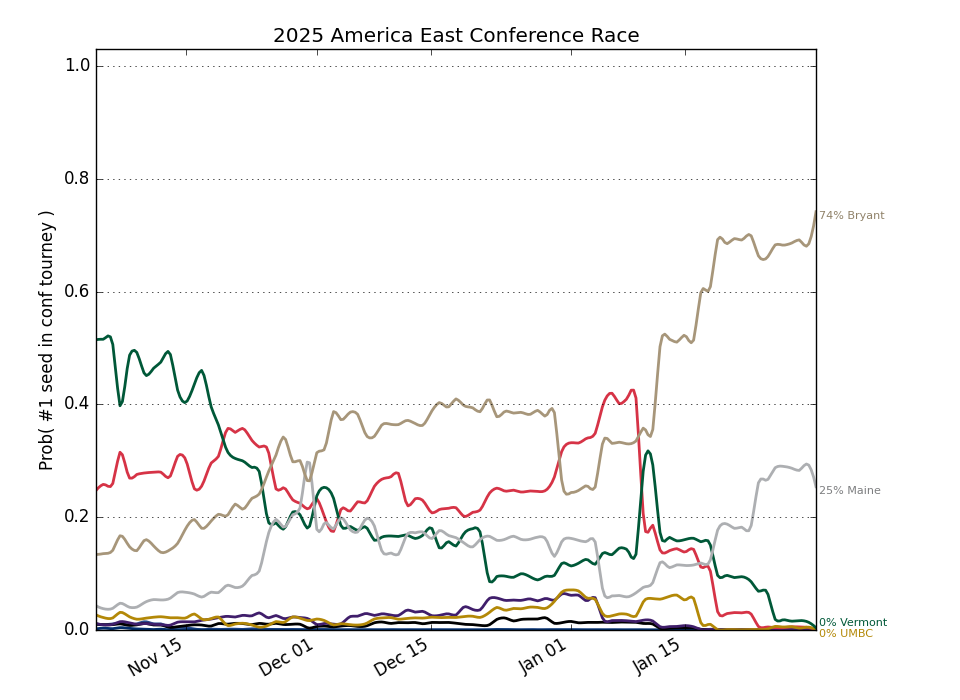 2025 America East Conference Race
Prob( #1 seed in conf tourney )
1.0
0.8
0.6
0.4
0.2
0.0
Nov 15
Dec 01
Dec 15
Jan 01
Jan 15
74% Bryant
25% Maine
0% Vermont
0% UMBC